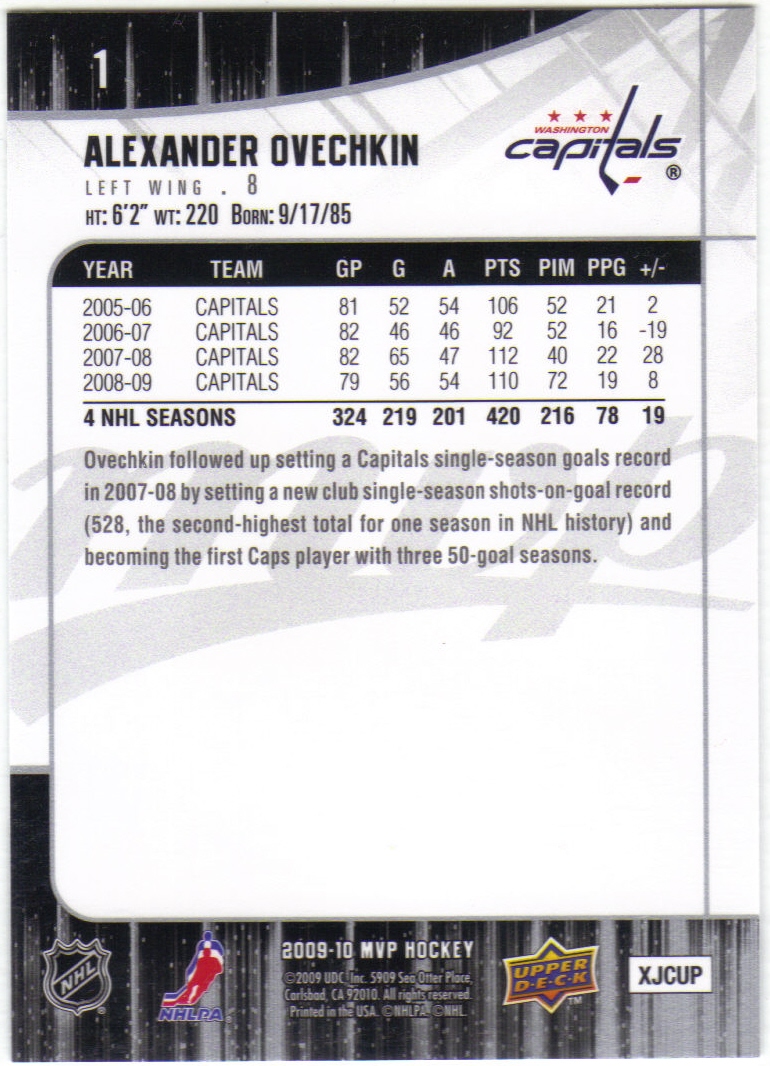 1
WASHINGTON
capitals®
ALEXANDER OVECHKIN
LEFT WING . 8
HT: 6'2" WT: 220 BORN: 9/17/85
YEAR TEAM GP G A PTS PIM PPG +/-
2005-06 CAPITALS 81 52 54 106 52 21 2
2006-07 CAPITALS 82 46 46 92 52 16 -19
2007-08 CAPITALS 82 65 47 112 40 22 28
2008-09 CAPITALS 79 56 54 110 72 19 8
4 NHL SEASONS 324 219 201 420 216 78 19
Ovechkin followed up setting a Capitals single-season goals record
in 2007-08 by setting a new club single-season shots-on-goal record
(528, the second-highest total for one season in NHL history) and
becoming the first Caps player with three 50-goal seasons.
mvp
NHL®
NHLPA®
2009-10 MVP HOCKEY
©2009 UDC, Inc. 5909 Sea Otter Place,
Carlsbad, CA 92010. All rights reserved.
Printed in the USA. ©NHLPA. ©NHL.
UPPER
D·E·C·K™
XJCUP